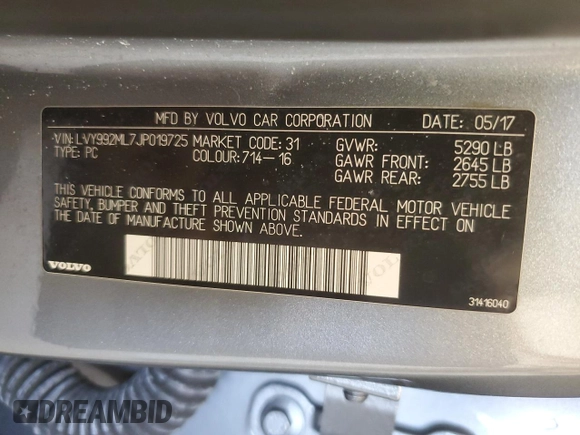 MFD BY VOLVO CAR CORPORATION DATE: 05/17
VIN: LVY992ML7JP019725 MARKET CODE: 31 GVWR: 5290 LB
TYPE: PC COLOUR: 714-16 GAWR FRONT: 2645 LB
GAWR REAR: 2755 LB
THIS VEHICLE CONFORMS TO ALL APPLICABLE FEDERAL MOTOR VEHICLE
SAFETY, BUMPER AND THEFT PREVENTION STANDARDS IN EFFECT ON
THE DATE OF MANUFACTURE SHOWN ABOVE.
VOLVO
31416040
DREAMBID